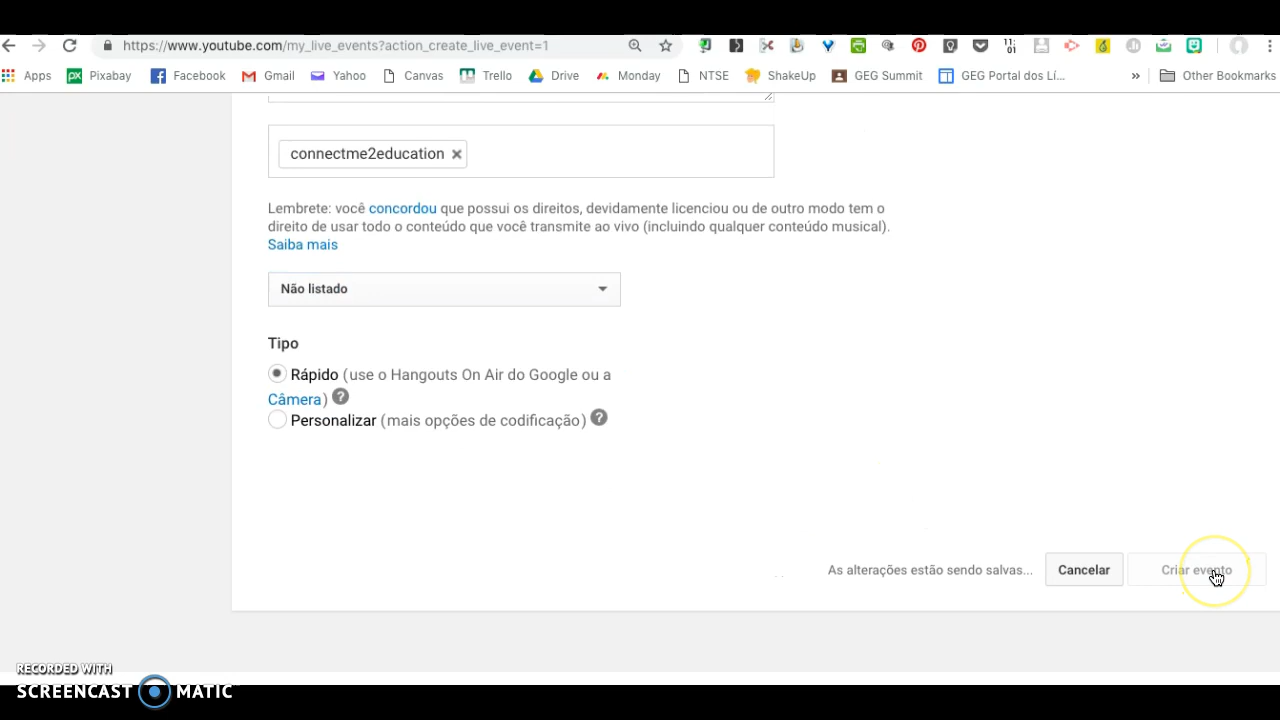 https://www.youtube.com/my_live_events?action_create_live_event=1
Apps Pixabay Facebook Gmail Yahoo Canvas Trello Drive Monday NTSE ShakeUp GEG Summit GEG Portal dos Lí... » Other Bookmarks
connectme2education ×
Lembrete: você concordou que possui os direitos, devidamente licenciou ou de outro modo tem o
direito de usar todo o conteúdo que você transmite ao vivo (incluindo qualquer conteúdo musical).
Saiba mais
Não listado
Tipo
Rápido (use o Hangouts On Air do Google ou a
Câmera) ?
Personalizar (mais opções de codificação) ?
As alterações estão sendo salvas... Cancelar Criar evento
RECORDED WITH
SCREENCAST MATIC